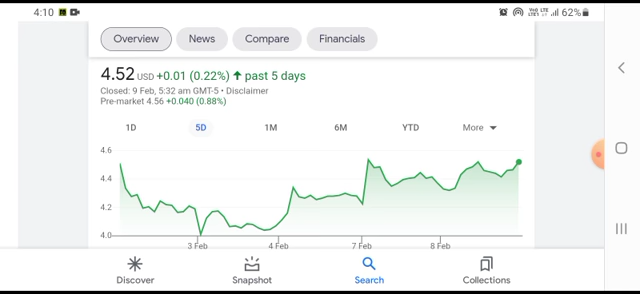 4:10
62%
Overview News Compare Financials
4.52 USD +0.01 (0.22%) ↑ past 5 days
Closed: 9 Feb, 5:32 am GMT-5 • Disclaimer
Pre-market 4.56 +0.040 (0.88%)
1D 5D 1M 6M YTD More
4.6
4.4
4.2
4.0
3 Feb 4 Feb 7 Feb 8 Feb
Discover Snapshot Search Collections